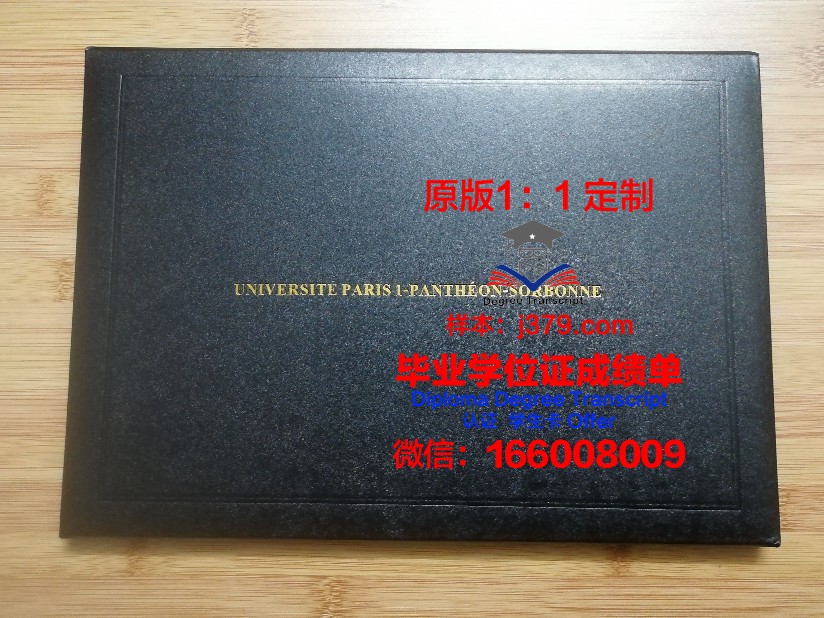 原版1：1 定制
UNIVERSITE PARIS 1-PANTHÉON-SORBONNE
Degree Transcript
样本：j379.com
毕业学位证成绩单
Diploma Degree Transcript
认证 学生卡 Offer
微信：166008009